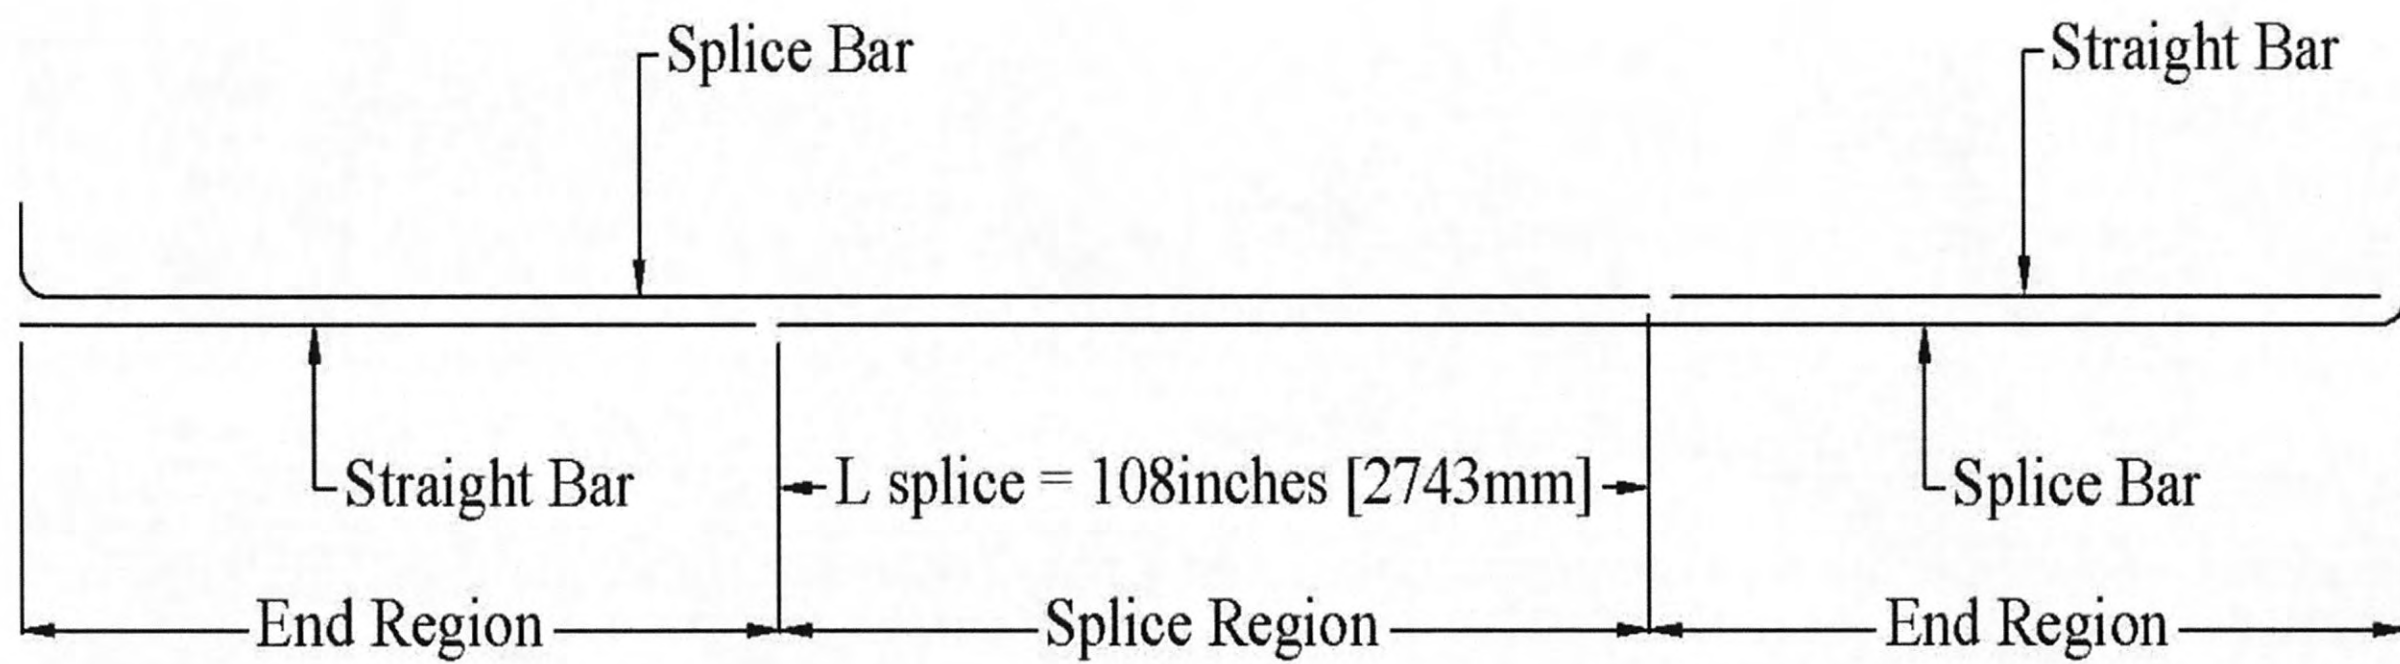 Splice Bar
Straight Bar
Straight Bar
L splice = 108inches [2743mm]
Splice Bar
End Region
Splice Region
End Region